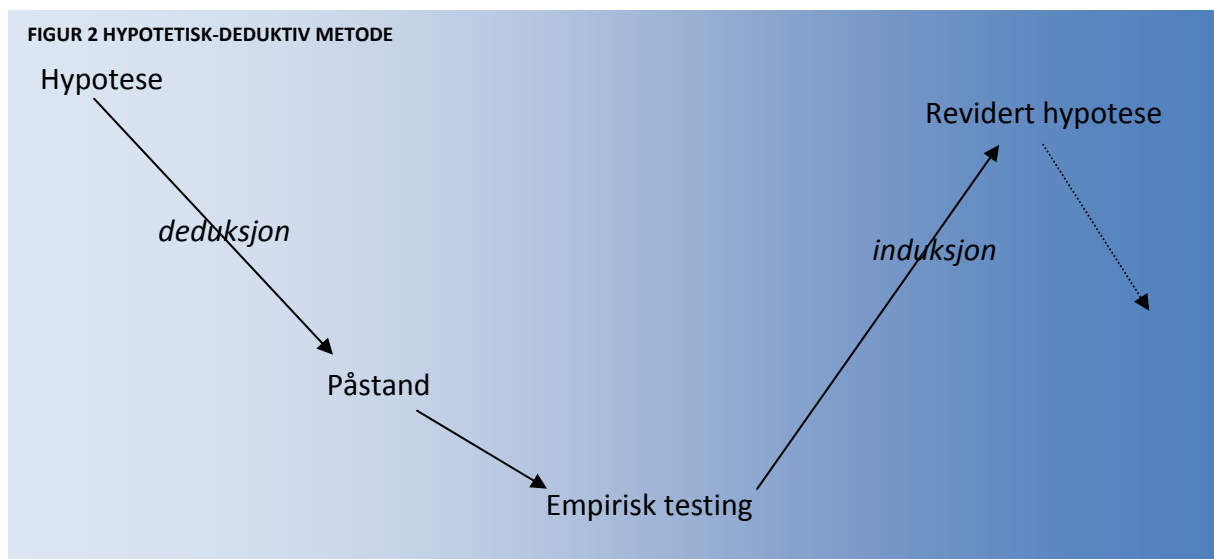 FIGUR 2 HYPOTETISK-DEDUKTIV METODE
Hypotese
Revidert hypotese
deduksjon
induksjon
Påstand
Empirisk testing